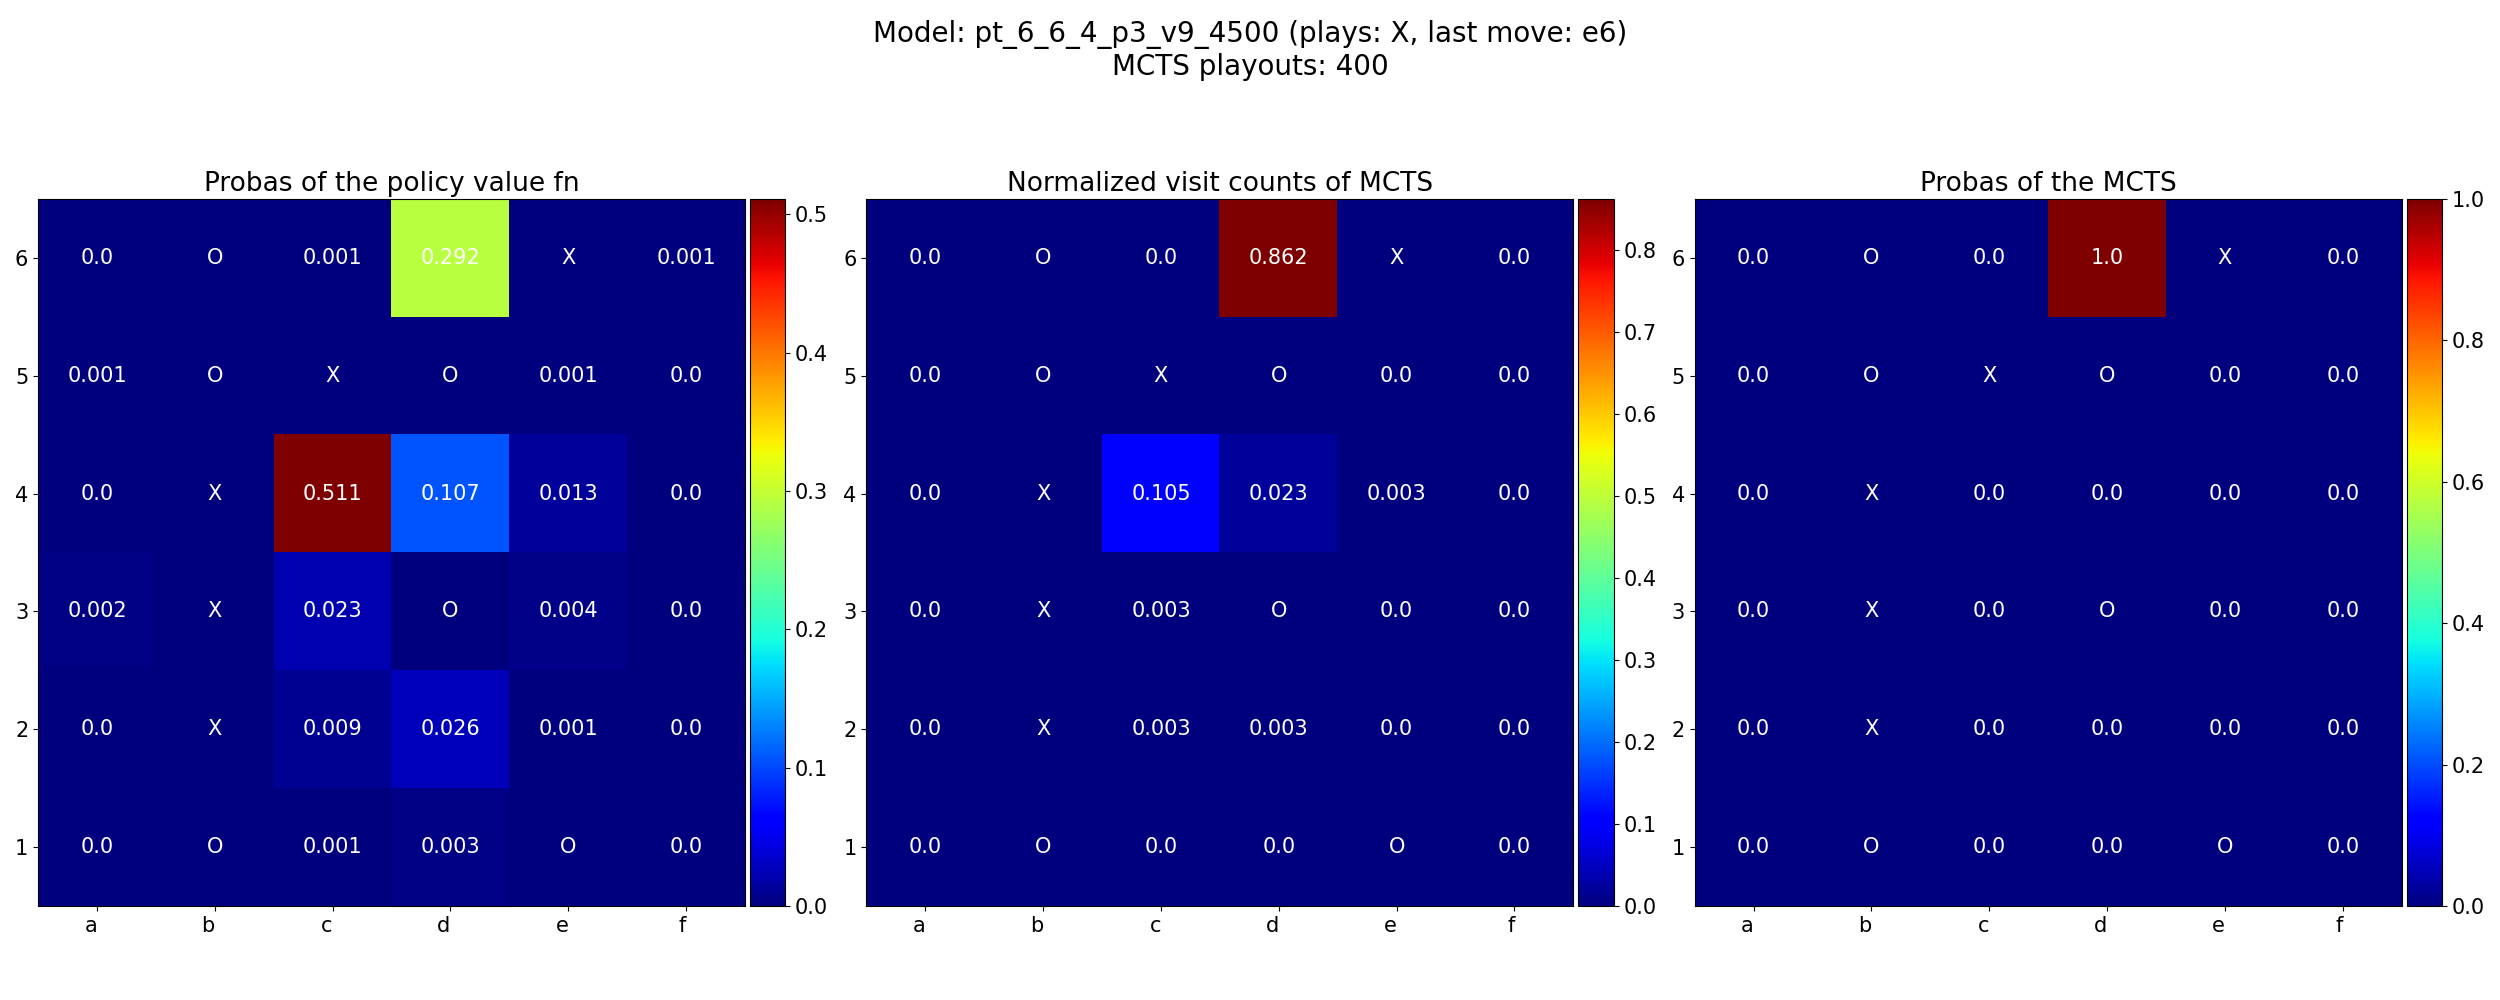 Model: pt_6_6_4_p3_v9_4500 (plays: X, last move: e6)
MCTS playouts: 400
Probas of the policy value fn
6 0.0 O 0.001 0.292 X 0.001
5 0.001 O X O 0.001 0.0
4 0.0 X 0.511 0.107 0.013 0.0
3 0.002 X 0.023 O 0.004 0.0
2 0.0 X 0.009 0.026 0.001 0.0
1 0.0 O 0.001 0.003 O 0.0
a b c d e f
0.5
0.4
0.3
0.2
0.1
0.0
Normalized visit counts of MCTS
6 0.0 O 0.0 0.862 X 0.0
5 0.0 O X O 0.0 0.0
4 0.0 X 0.105 0.023 0.003 0.0
3 0.0 X 0.003 O 0.0 0.0
2 0.0 X 0.003 0.003 0.0 0.0
1 0.0 O 0.0 0.0 O 0.0
a b c d e f
0.8
0.7
0.6
0.5
0.4
0.3
0.2
0.1
0.0
Probas of the MCTS
6 0.0 O 0.0 1.0 X 0.0
5 0.0 O X O 0.0 0.0
4 0.0 X 0.0 0.0 0.0 0.0
3 0.0 X 0.0 O 0.0 0.0
2 0.0 X 0.0 0.0 0.0 0.0
1 0.0 O 0.0 0.0 O 0.0
a b c d e f
1.0
0.8
0.6
0.4
0.2
0.0